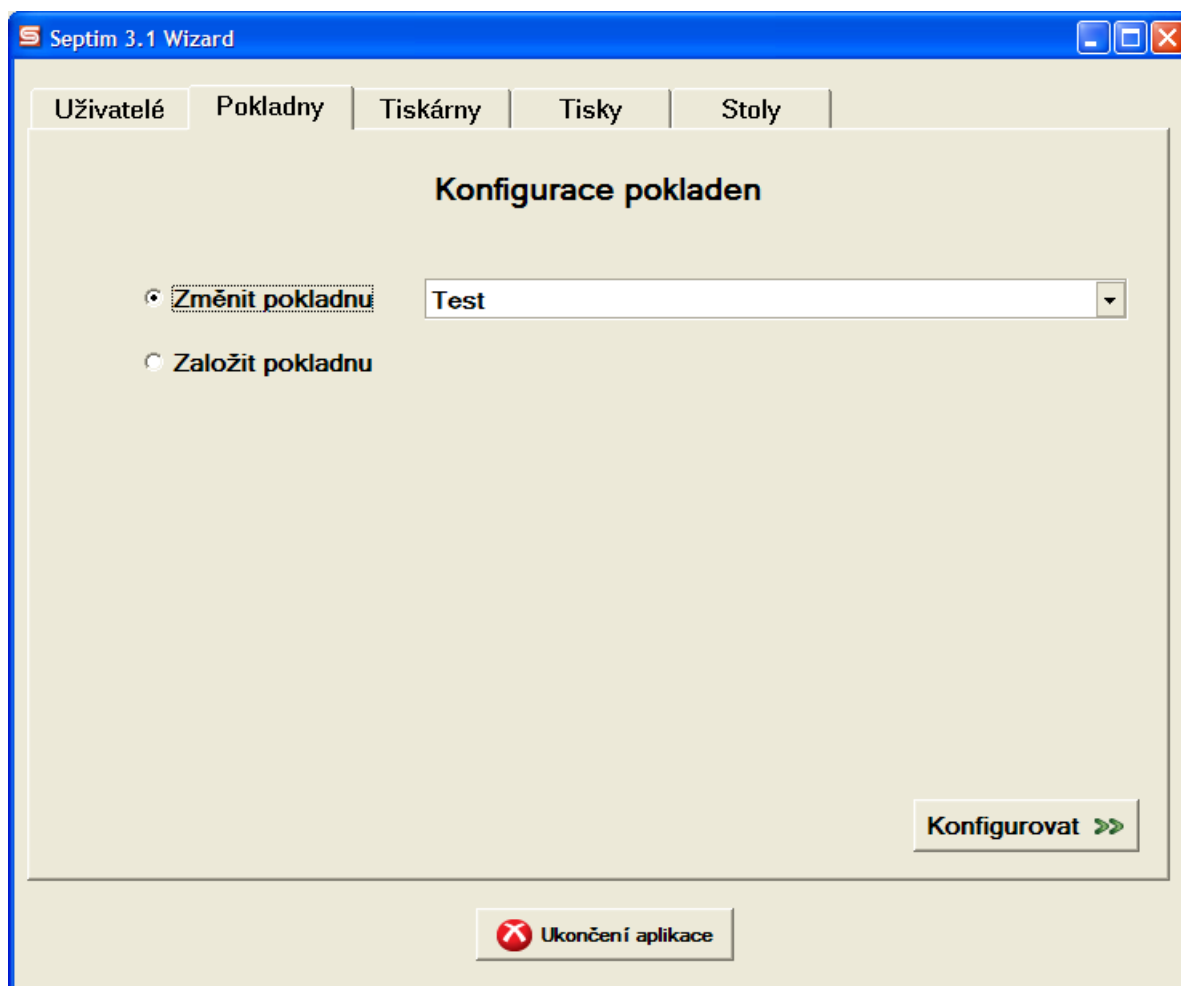 Septim 3.1 Wizard
Uživatelé Pokladny Tiskárny Tisky Stoly
Konfigurace pokladen
Změnit pokladnu Test
Založit pokladnu
Konfigurovat >>
Ukončení aplikace